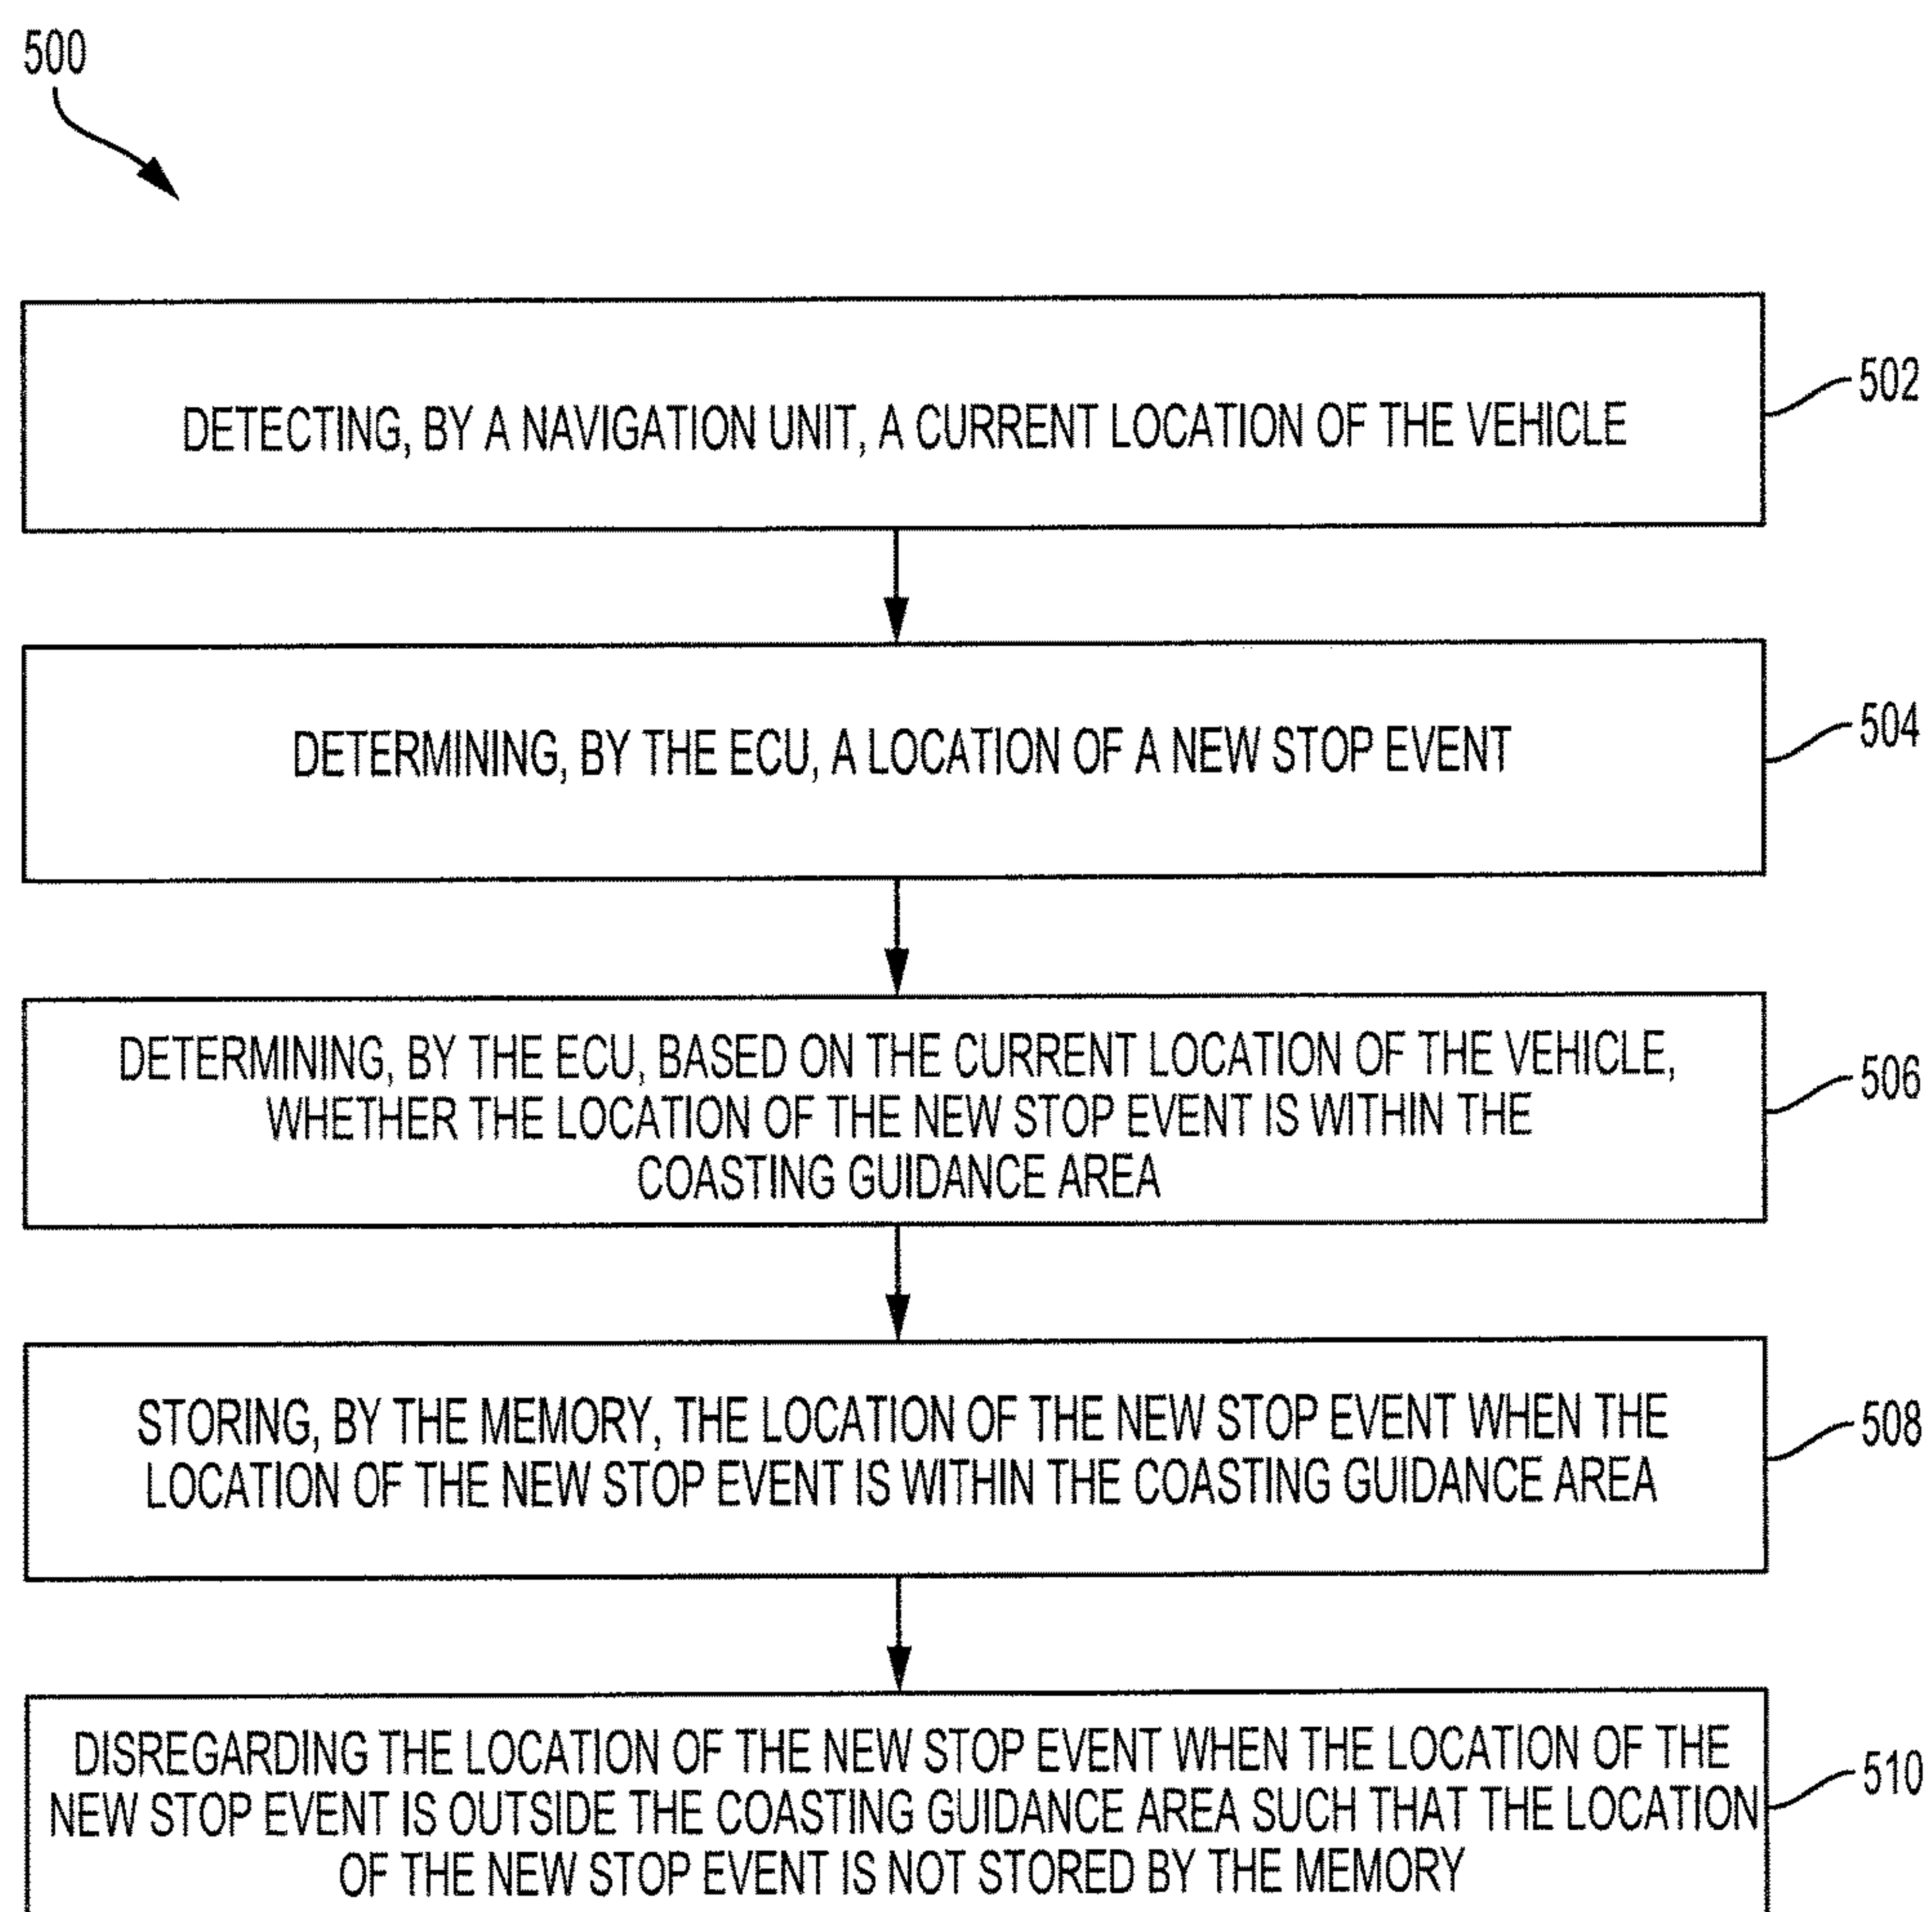 500
DETECTING, BY A NAVIGATION UNIT, A CURRENT LOCATION OF THE VEHICLE
502
DETERMINING, BY THE ECU, A LOCATION OF A NEW STOP EVENT
504
DETERMINING, BY THE ECU, BASED ON THE CURRENT LOCATION OF THE VEHICLE,
WHETHER THE LOCATION OF THE NEW STOP EVENT IS WITHIN THE
COASTING GUIDANCE AREA
506
STORING, BY THE MEMORY, THE LOCATION OF THE NEW STOP EVENT WHEN THE
LOCATION OF THE NEW STOP EVENT IS WITHIN THE COASTING GUIDANCE AREA
508
DISREGARDING THE LOCATION OF THE NEW STOP EVENT WHEN THE LOCATION OF THE
NEW STOP EVENT IS OUTSIDE THE COASTING GUIDANCE AREA SUCH THAT THE LOCATION
OF THE NEW STOP EVENT IS NOT STORED BY THE MEMORY
510